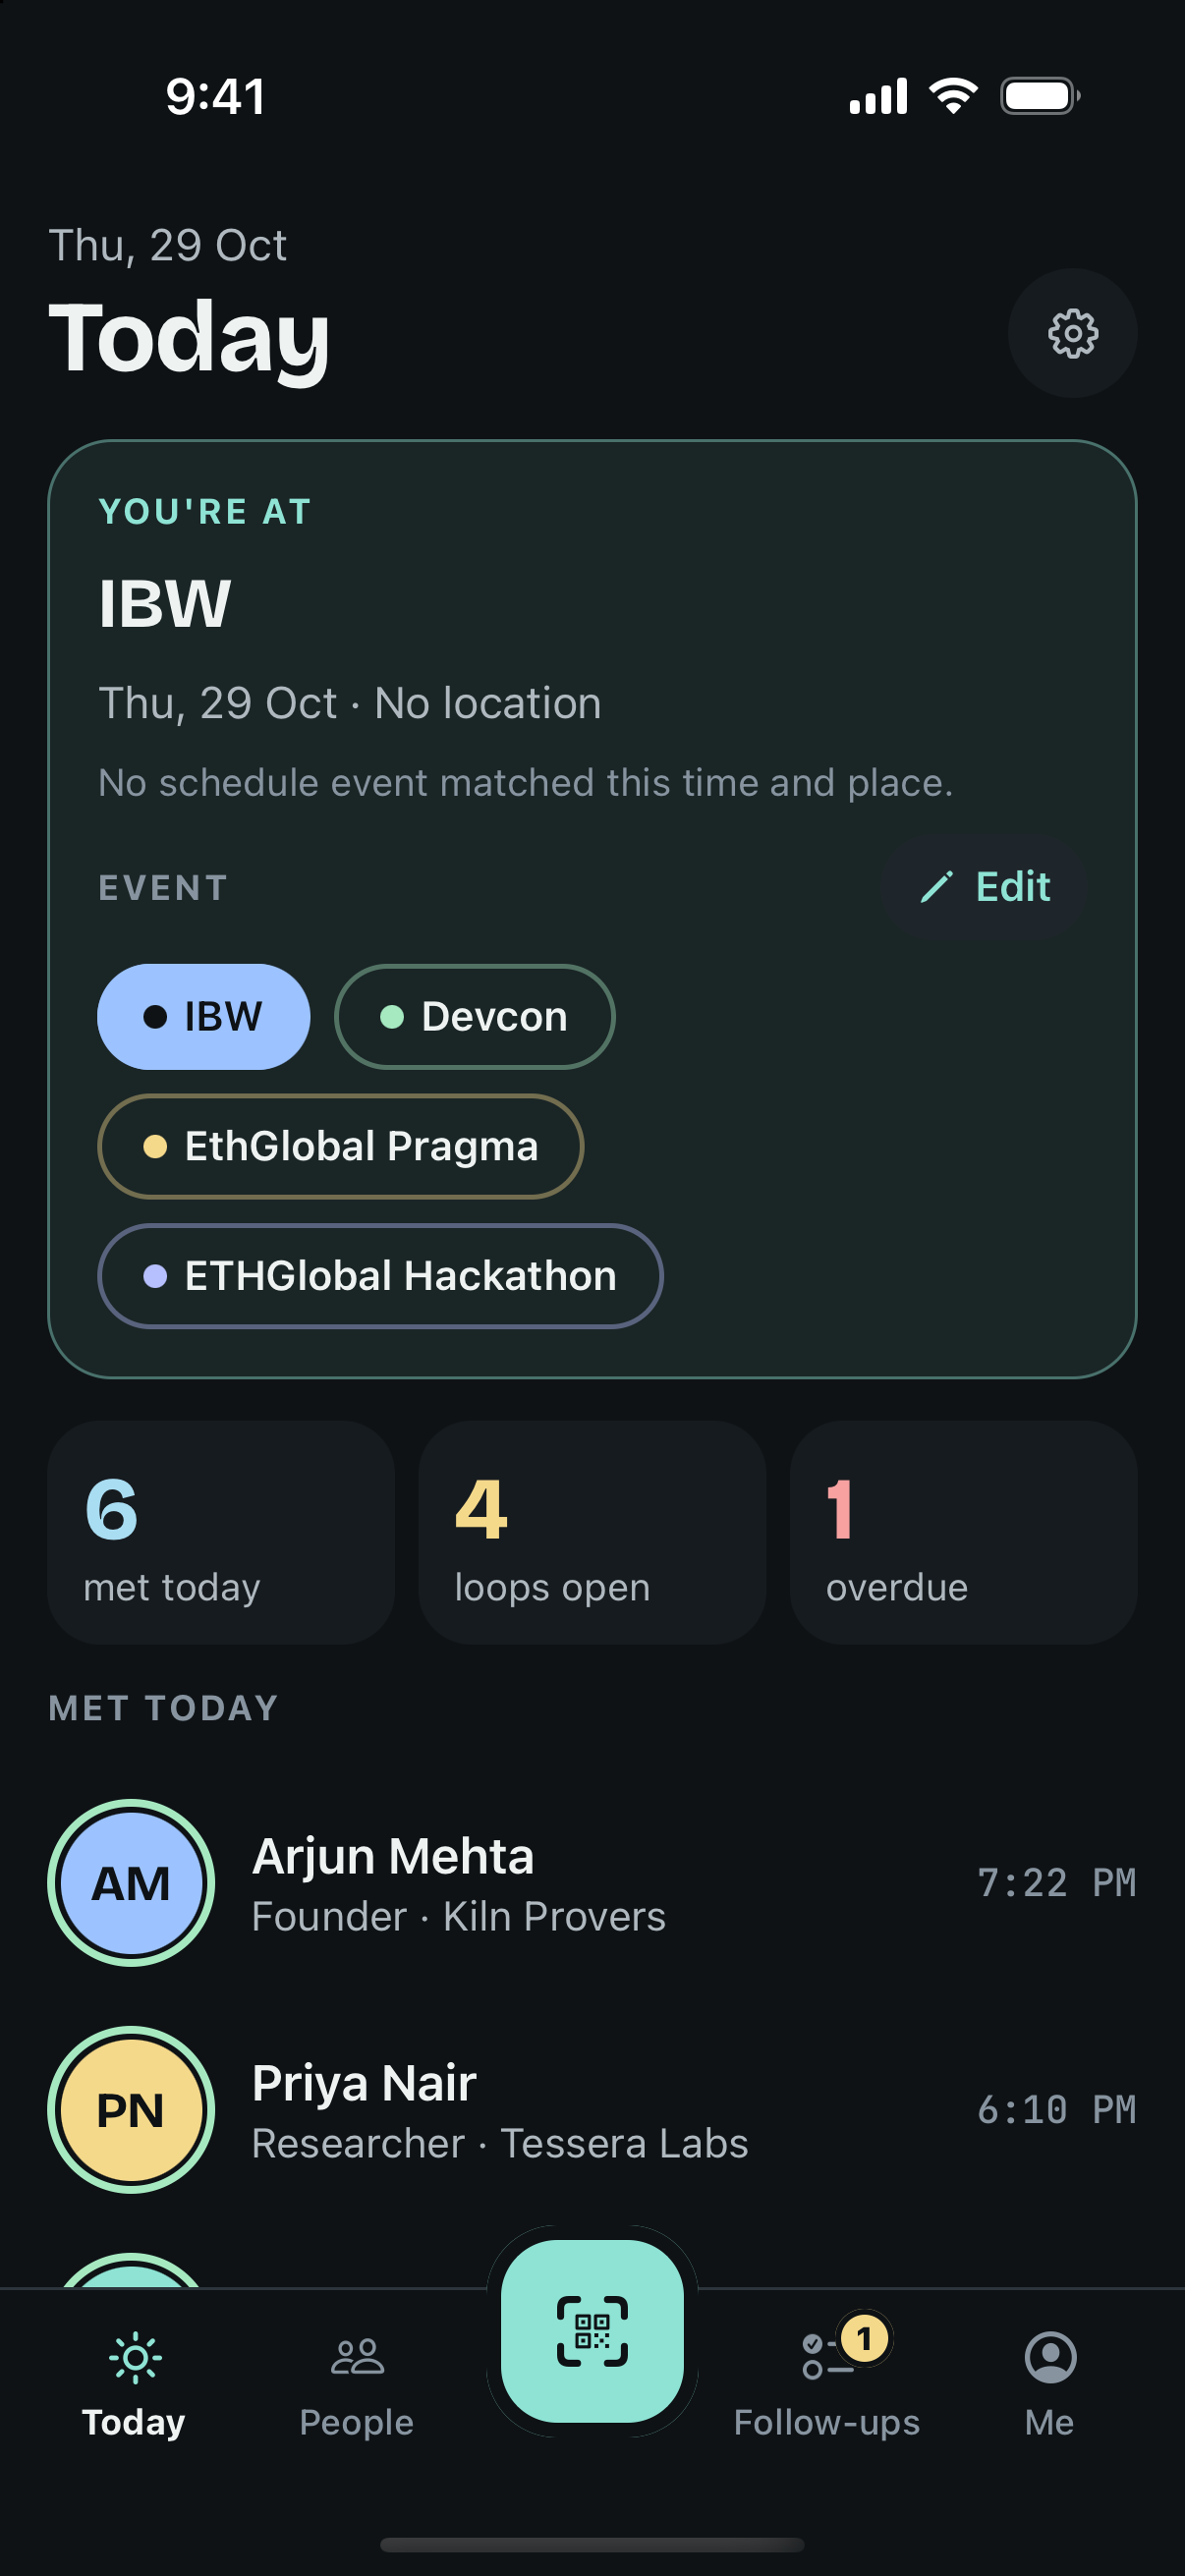 9:41
Thu, 29 Oct
Today
YOU'RE AT
IBW
Thu, 29 Oct · No location
No schedule event matched this time and place.
EVENT
Edit
IBW
Devcon
EthGlobal Pragma
ETHGlobal Hackathon
6
met today
4
loops open
1
overdue
MET TODAY
AM
Arjun Mehta
Founder · Kiln Provers
7:22 PM
PN
Priya Nair
Researcher · Tessera Labs
6:10 PM
1
Today
People
Follow-ups
Me